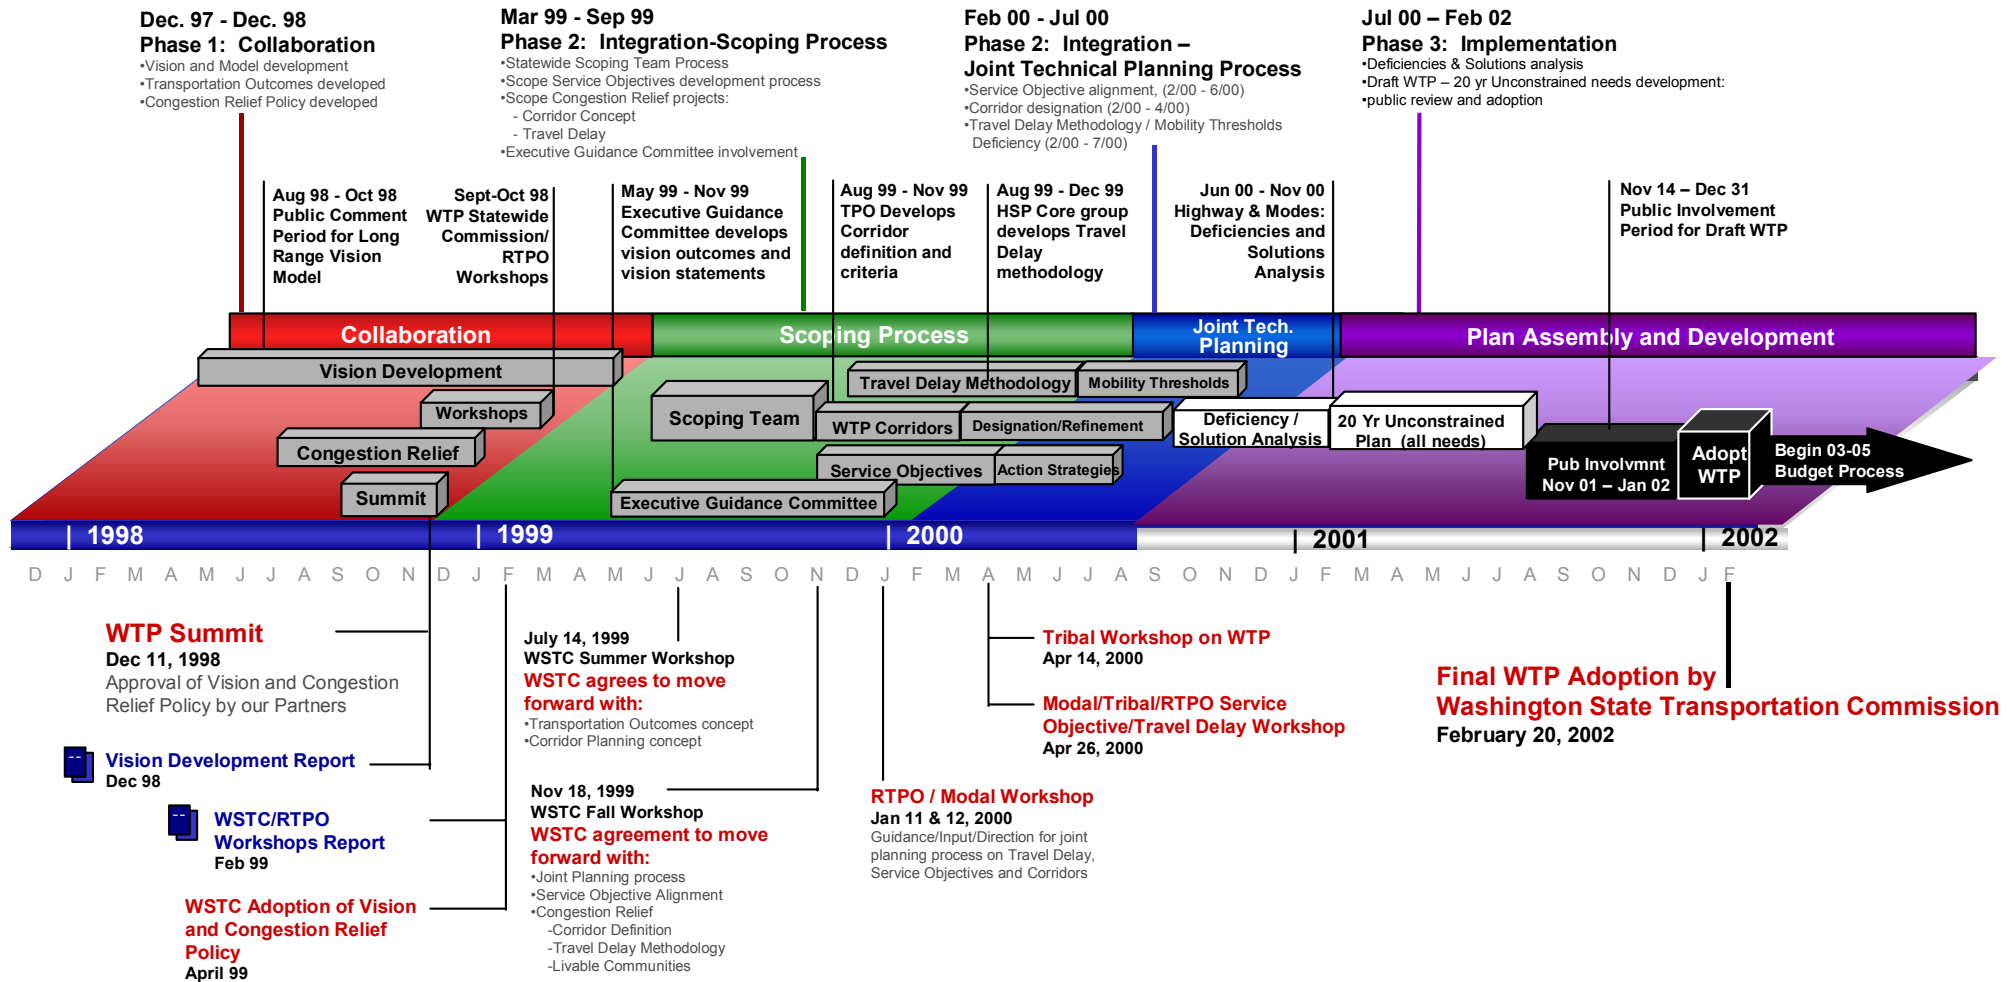 Dec. 97 - Dec. 98
Phase 1:  Collaboration
•Vision and Model development
•Transportation Outcomes developed
•Congestion Relief Policy developed
Mar 99 - Sep 99
Phase 2:  Integration-Scoping Process
•Statewide Scoping Team Process
•Scope Service Objectives development process
•Scope Congestion Relief projects:
- Corridor Concept
- Travel Delay
•Executive Guidance Committee involvement
Feb 00 - Jul 00
Phase 2:  Integration –
Joint Technical Planning Process
•Service Objective alignment, (2/00 - 6/00)
•Corridor designation (2/00 - 4/00)
•Travel Delay Methodology / Mobility Thresholds
Deficiency (2/00 - 7/00)
Jul 00 – Feb 02
Phase 3:  Implementation
•Deficiencies & Solutions analysis
•Draft WTP – 20 yr Unconstrained needs development:
•public review and adoption
Aug 98 - Oct 98
Public Comment
Period for Long
Range Vision
Model
Sept-Oct 98
WTP Statewide
Commission/
RTPO
Workshops
May 99 - Nov 99
Executive Guidance
Committee develops
vision outcomes and
vision statements
Aug 99 - Nov 99
TPO Develops
Corridor
definition and
criteria
Aug 99 - Dec 99
HSP Core group
develops Travel
Delay
methodology
Jun 00 - Nov 00
Highway & Modes:
Deficiencies and
Solutions
Analysis
Nov 14 – Dec 31
Public Involvement
Period for Draft WTP
Collaboration
Scoping Process
Joint Tech.
Planning
Plan Assembly and Development
Vision Development
Workshops
Congestion Relief
Summit
Scoping Team
Executive Guidance Committee
Travel Delay Methodology
Mobility Thresholds
WTP Corridors
Designation/Refinement
Service Objectives
Action Strategies
Deficiency /
Solution Analysis
20 Yr Unconstrained
Plan  (all needs)
Pub Involvmnt
Nov 01 – Jan 02
Adopt
WTP
Begin 03-05
Budget Process
1998
1999
2000
2001
2002
D J F M A M J J A S O N D J F M A M J J A S O N D J F M A M J J A S O N D J F M A M J J A S O N D J F
WTP Summit
Dec 11, 1998
Approval of Vision and Congestion
Relief Policy by our Partners
Vision Development Report
Dec 98
WSTC/RTPO
Workshops Report
Feb 99
WSTC Adoption of Vision
and Congestion Relief
Policy
April 99
July 14, 1999
WSTC Summer Workshop
WSTC agrees to move
forward with:
•Transportation Outcomes concept
•Corridor Planning concept
Nov 18, 1999
WSTC Fall Workshop
WSTC agreement to move
forward with:
•Joint Planning process
•Service Objective Alignment
•Congestion Relief
-Corridor Definition
-Travel Delay Methodology
-Livable Communities
RTPO / Modal Workshop
Jan 11 & 12, 2000
Guidance/Input/Direction for joint
planning process on Travel Delay,
Service Objectives and Corridors
Tribal Workshop on WTP
Apr 14, 2000
Modal/Tribal/RTPO Service
Objective/Travel Delay Workshop
Apr 26, 2000
Final WTP Adoption by
Washington State Transportation Commission
February 20, 2002